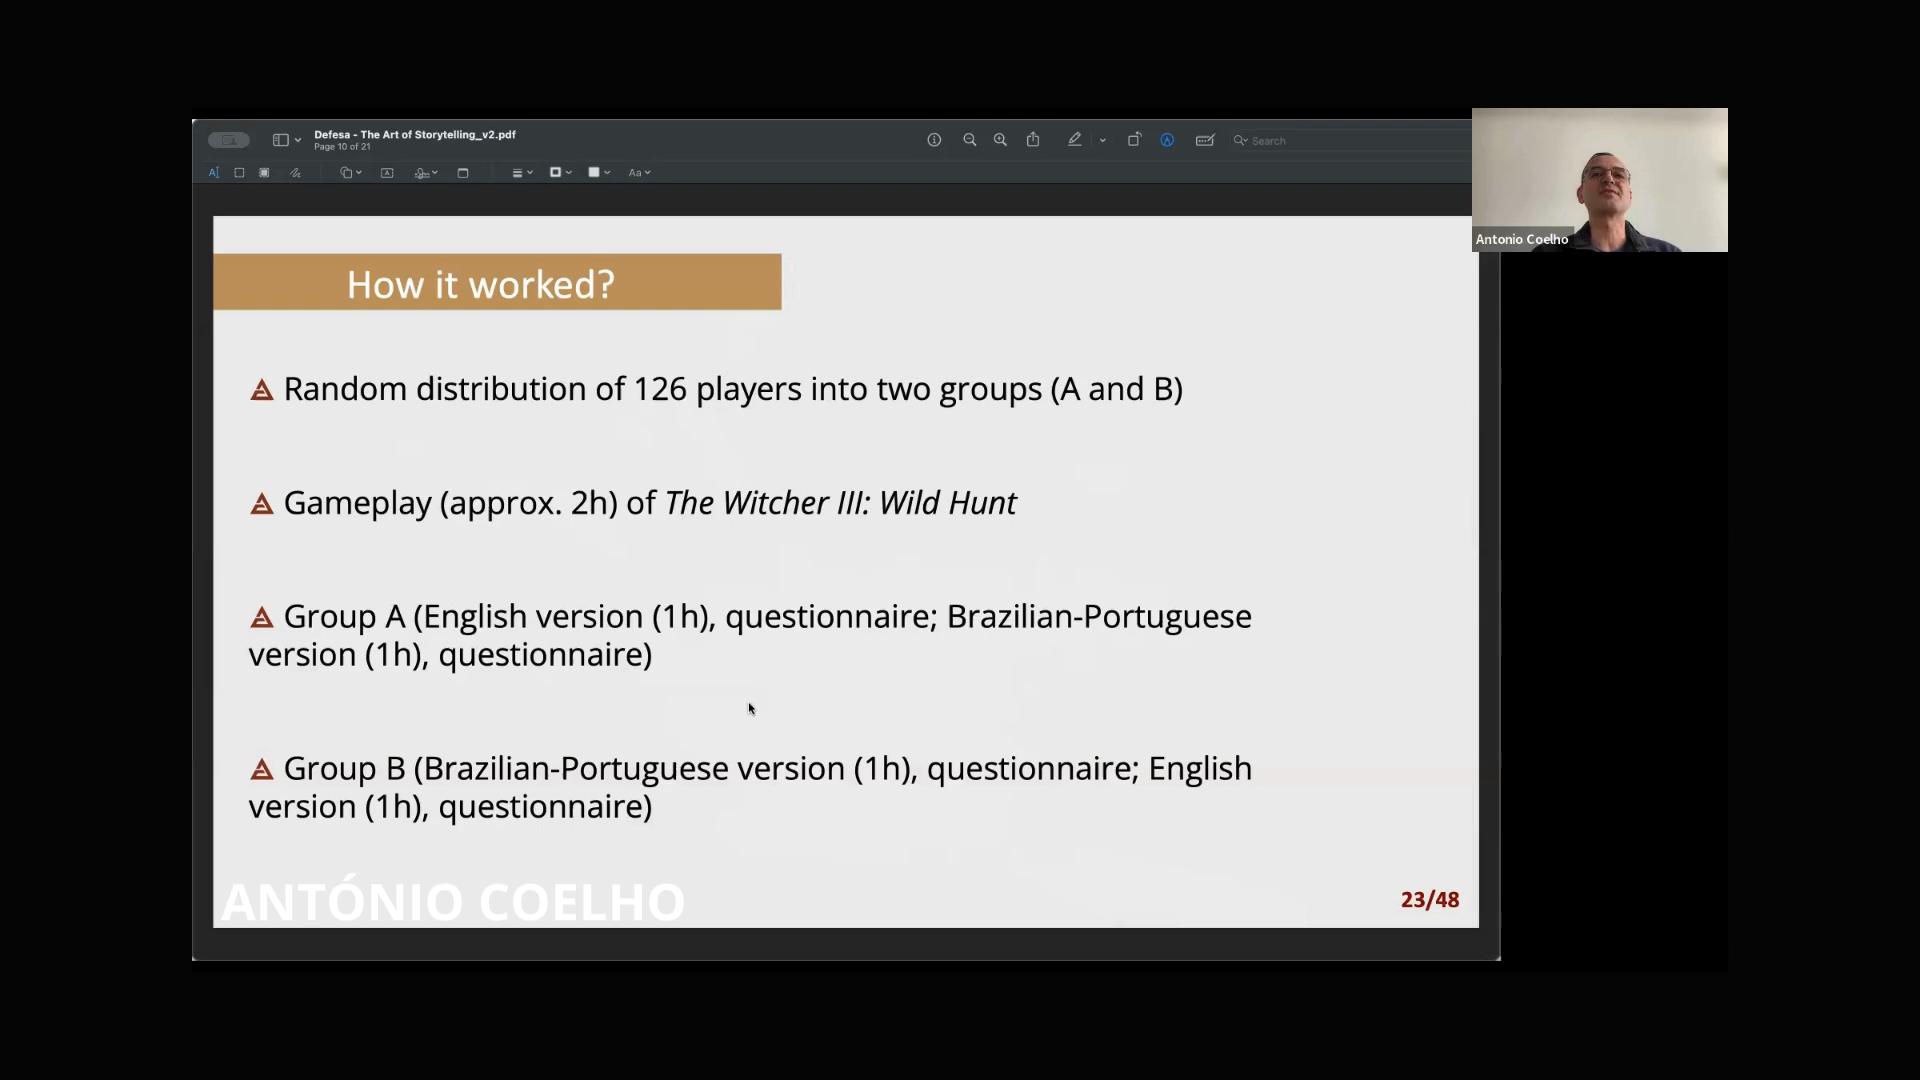 Defesa - The Art of Storytelling_v2.pdf
Page 10 of 21
Search
Antonio Coelho
How it worked?
Random distribution of 126 players into two groups (A and B)
Gameplay (approx. 2h) of The Witcher III: Wild Hunt
Group A (English version (1h), questionnaire; Brazilian-Portuguese
version (1h), questionnaire)
Group B (Brazilian-Portuguese version (1h), questionnaire; English
version (1h), questionnaire)
ANTÓNIO COELHO
23/48